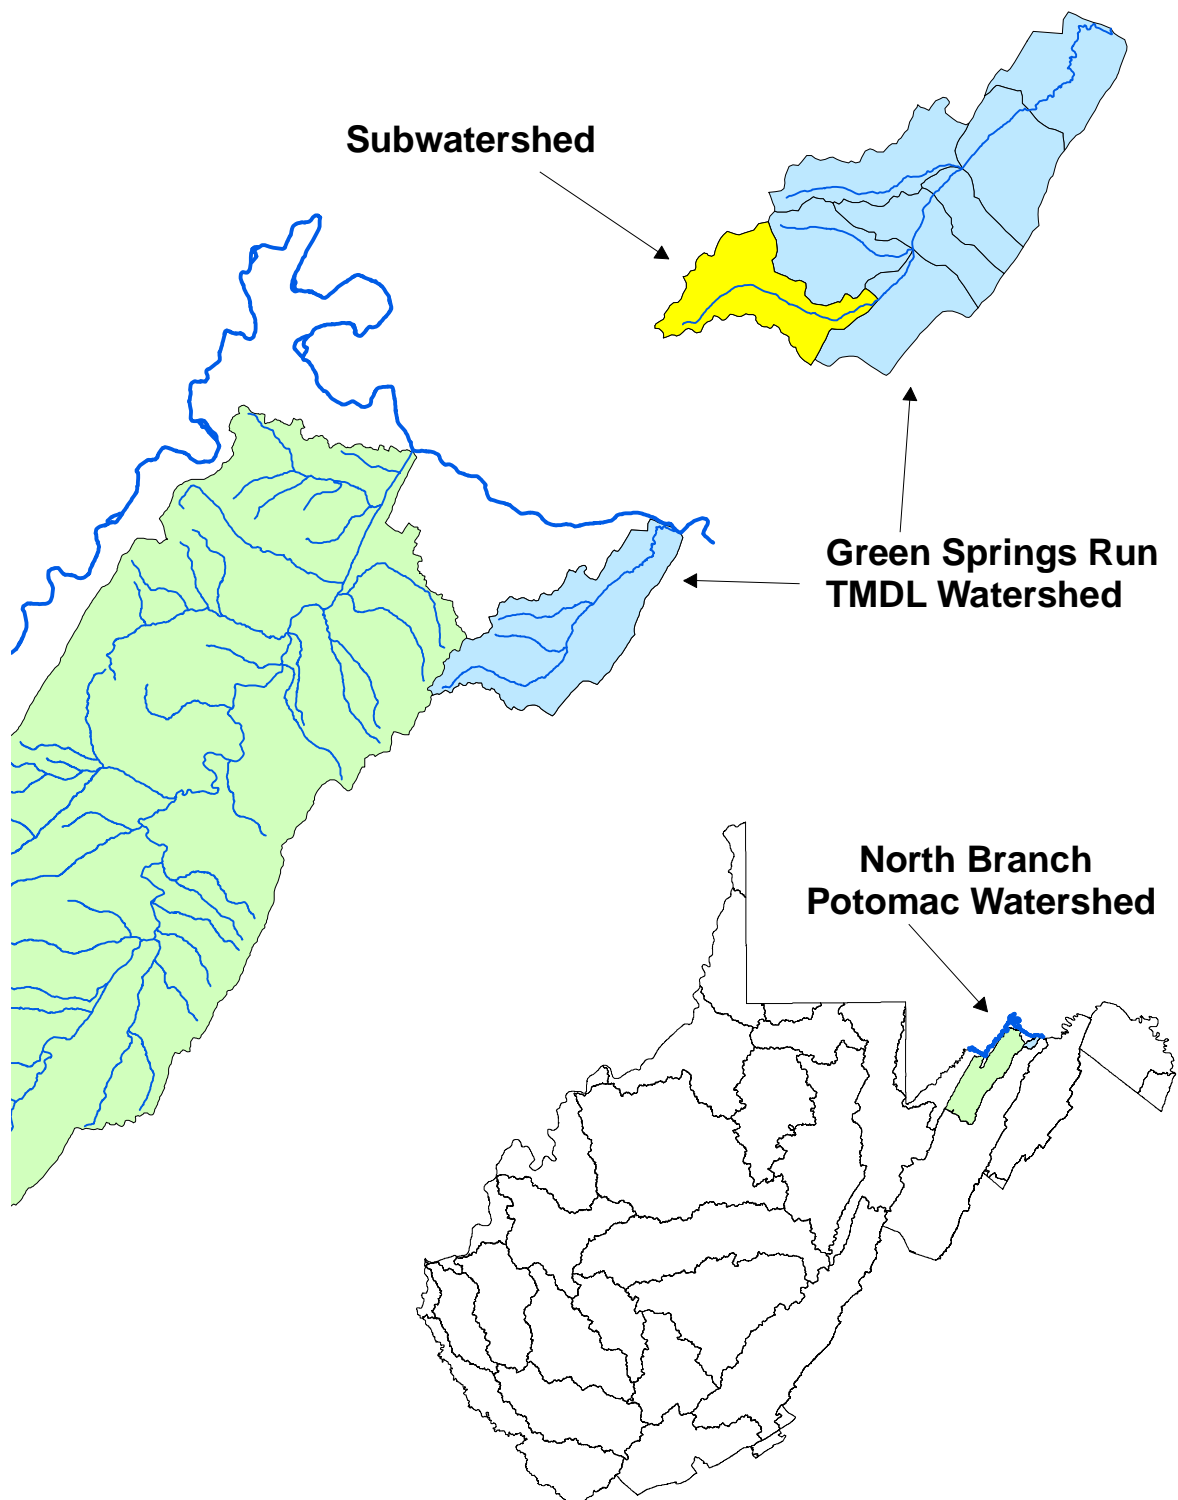 Subwatershed
Green Springs Run
TMDL Watershed
North Branch
Potomac Watershed